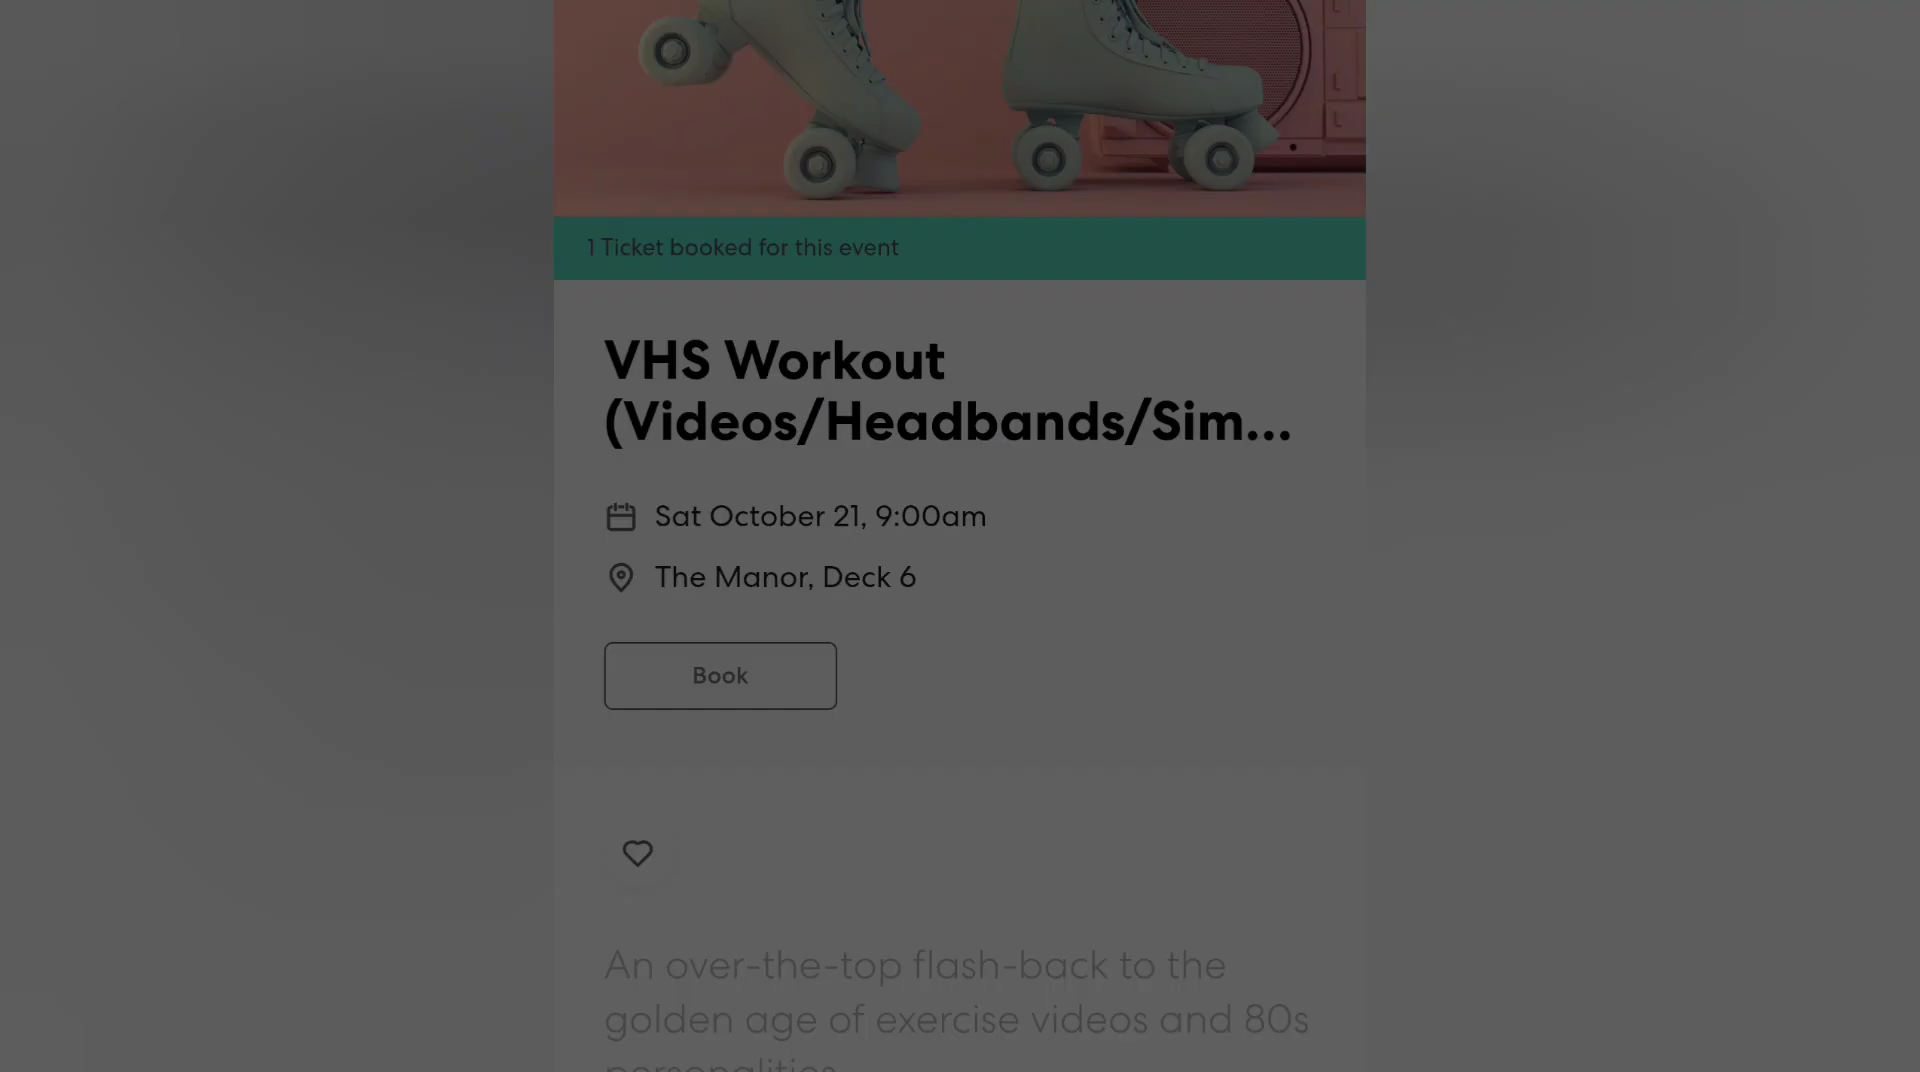 1 Ticket booked for this event
VHS Workout
(Videos/Headbands/Sim...
Sat October 21, 9:00am
The Manor, Deck 6
Book
An over-the-top flash-back to the
golden age of exercise videos and 80s
personalities